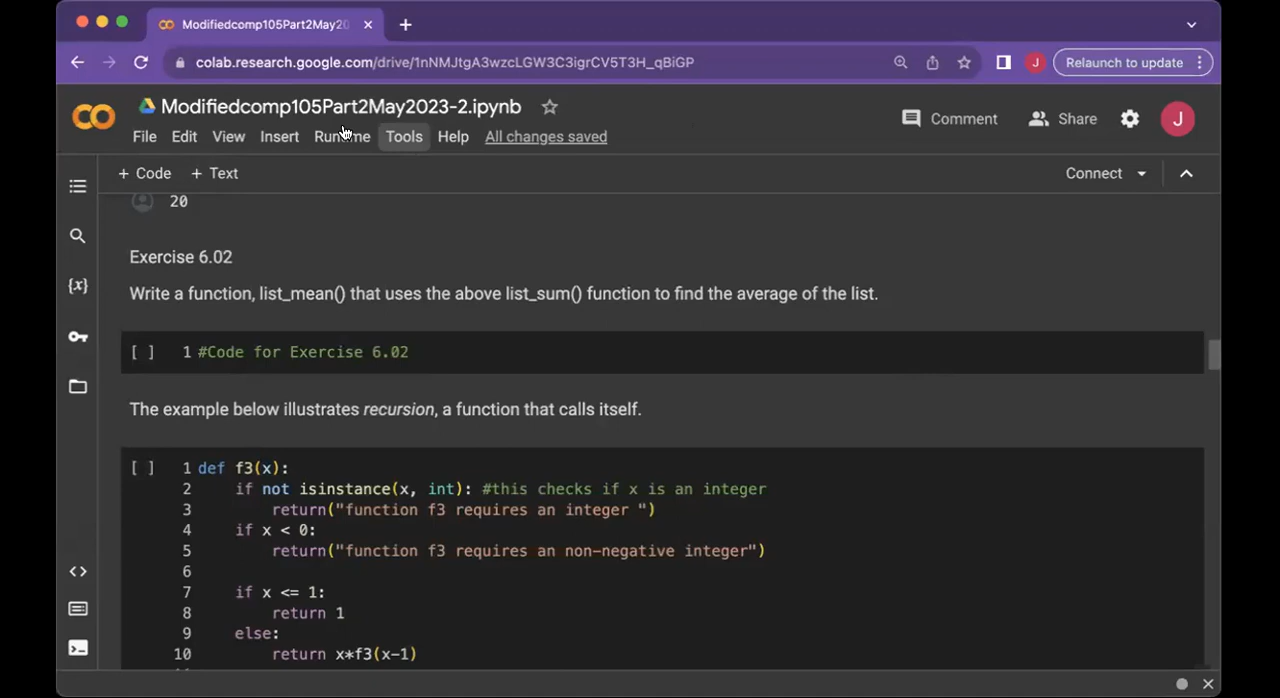 Modifiedcomp105Part2May20
colab.research.google.com/drive/1nNMJtgA3wzcLGW3C3igrCV5T3H_qBiGP
J
Relaunch to update
Modifiedcomp105Part2May2023-2.ipynb
File Edit View Insert Runtime Tools Help All changes saved
Comment Share J
+ Code + Text
Connect
20
Exercise 6.02
Write a function, list_mean() that uses the above list_sum() function to find the average of the list.
[ ] 1 #Code for Exercise 6.02
The example below illustrates recursion, a function that calls itself.
[ ] 1 def f3(x):
2 if not isinstance(x, int): #this checks if x is an integer
3 return("function f3 requires an integer ")
4 if x < 0:
5 return("function f3 requires an non-negative integer")
6
7 if x <= 1:
8 return 1
9 else:
10 return x*f3(x-1)